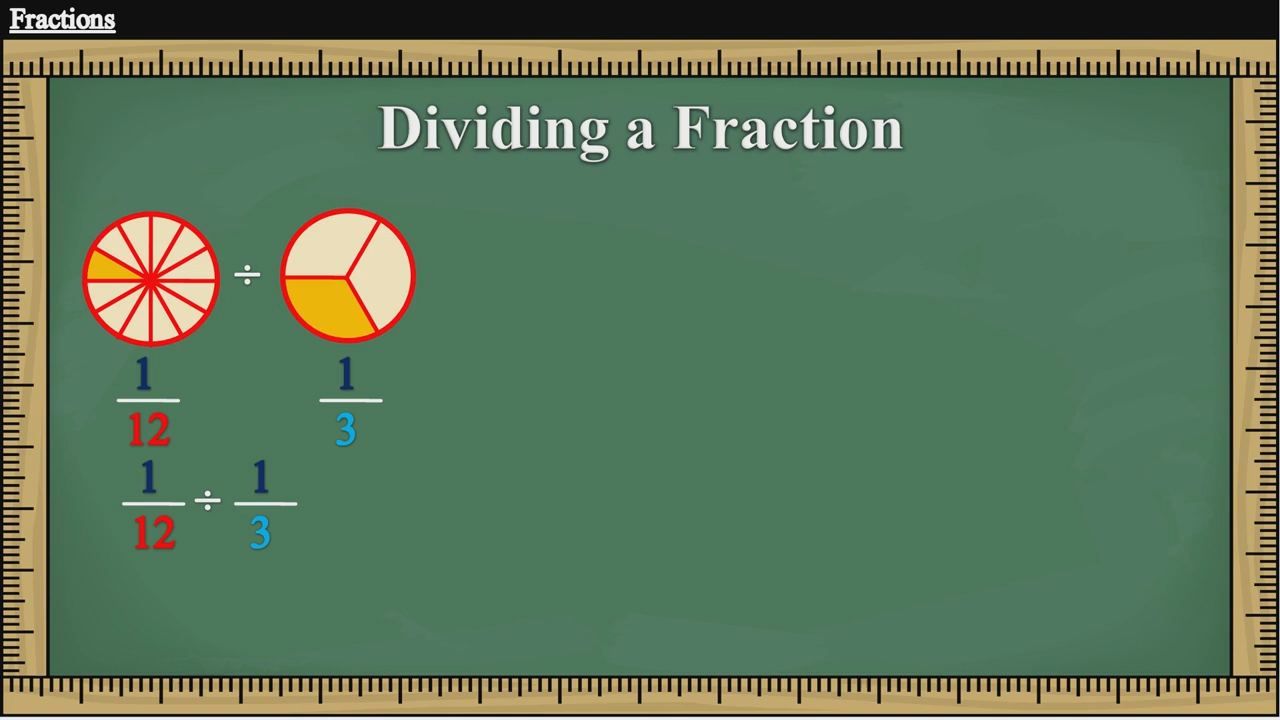 Fractions
Dividing a Fraction
÷
1 1
12 3
1 ÷ 1
12 3